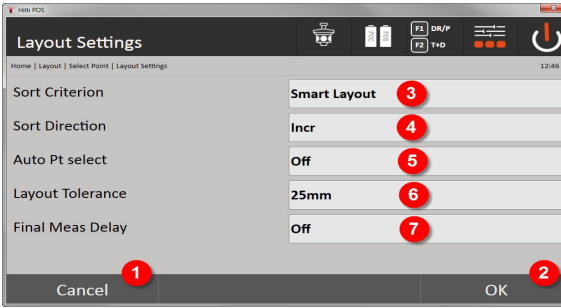 Hilti POS
Layout Settings
POC
POS
F1 DR/P
F2 T+D
Home | Layout | Select Point | Layout Settings
12:46
Sort Criterion
Smart Layout
3
Sort Direction
Incr
4
Auto Pt select
Off
5
Layout Tolerance
25mm
6
Final Meas Delay
Off
7
1
2
Cancel
OK